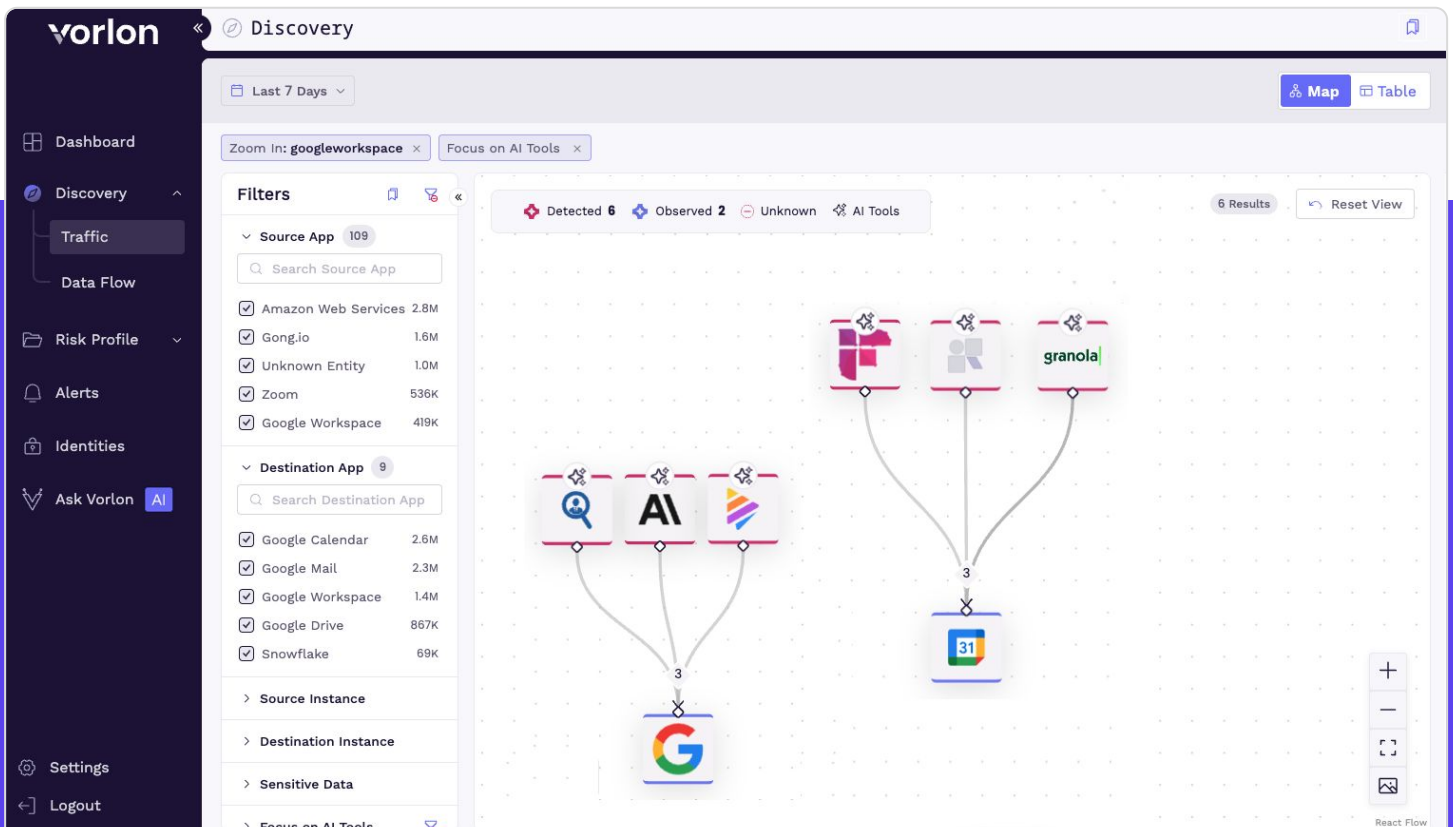 vorlon
Discovery
Last 7 Days
Map
Table
Zoom In: googleworkspace
Focus on AI Tools
Dashboard
Discovery
Traffic
Data Flow
Risk Profile
Alerts
Identities
Ask Vorlon AI
Settings
Logout
Filters
Source App 109
Search Source App
Amazon Web Services 2.8M
Gong.io 1.6M
Unknown Entity 1.0M
Zoom 536K
Google Workspace 419K
Destination App 9
Search Destination App
Google Calendar 2.6M
Google Mail 2.3M
Google Workspace 1.4M
Google Drive 867K
Snowflake 69K
Source Instance
Destination Instance
Sensitive Data
Focus on AI Tools
Detected 6 Observed 2 Unknown AI Tools
6 Results
Reset View
granola
3
31
3
React Flow